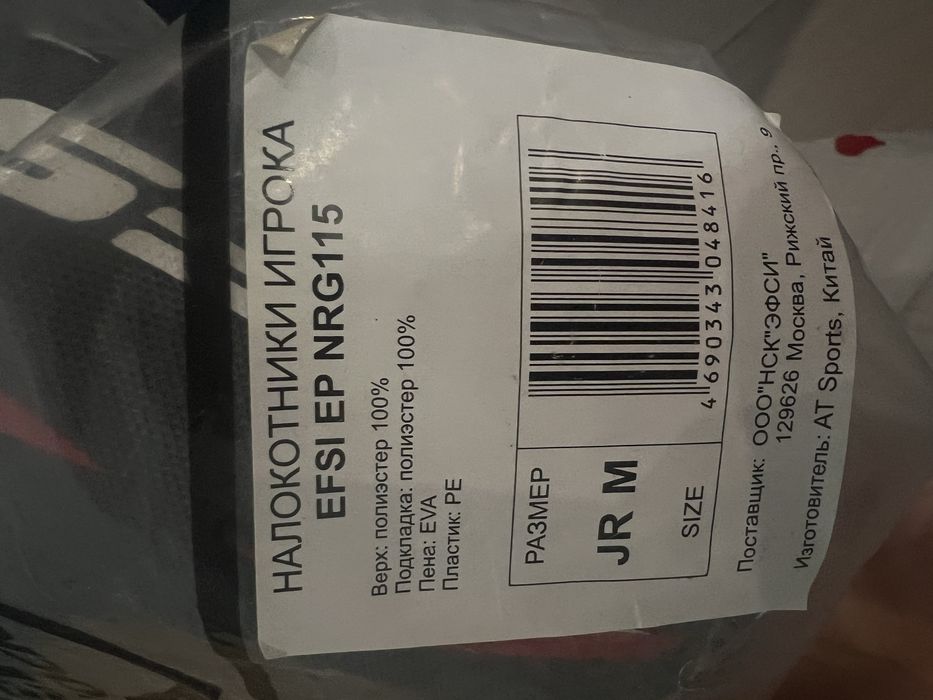 НАЛОКОТНИКИ ИГРОКА
EFSI EP NRG115
Верх: полиэстер 100%
Подкладка: полиэстер 100%
Пена: EVA
Пластик: PE
РАЗМЕР
JR M
SIZE
4 690343 048416
Поставщик: ООО"НСК"ЭФСИ"
129626 Москва, Рижский пр., 9
Изготовитель: AT Sports, Китай